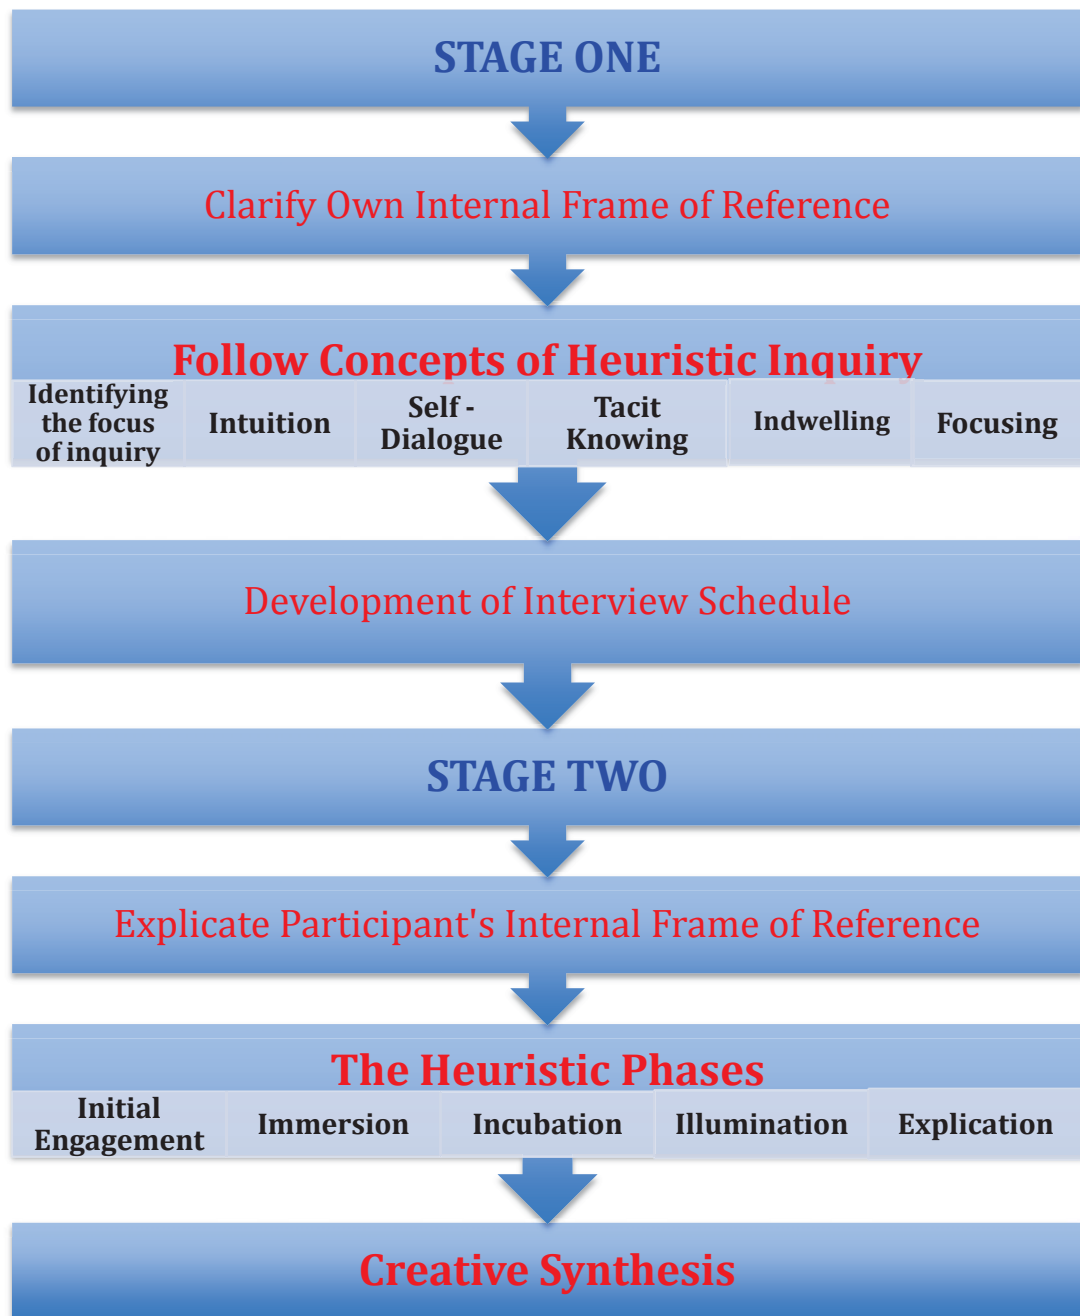 STAGE ONE
Clarify Own Internal Frame of Reference
Follow Concepts of Heuristic Inquiry
Identifying
the focus
of inquiry
Intuition
Self -
Dialogue
Tacit
Knowing
Indwelling
Focusing
Development of Interview Schedule
STAGE TWO
Explicate Participant's Internal Frame of Reference
The Heuristic Phases
Initial
Engagement
Immersion
Incubation
Illumination
Explication
Creative Synthesis